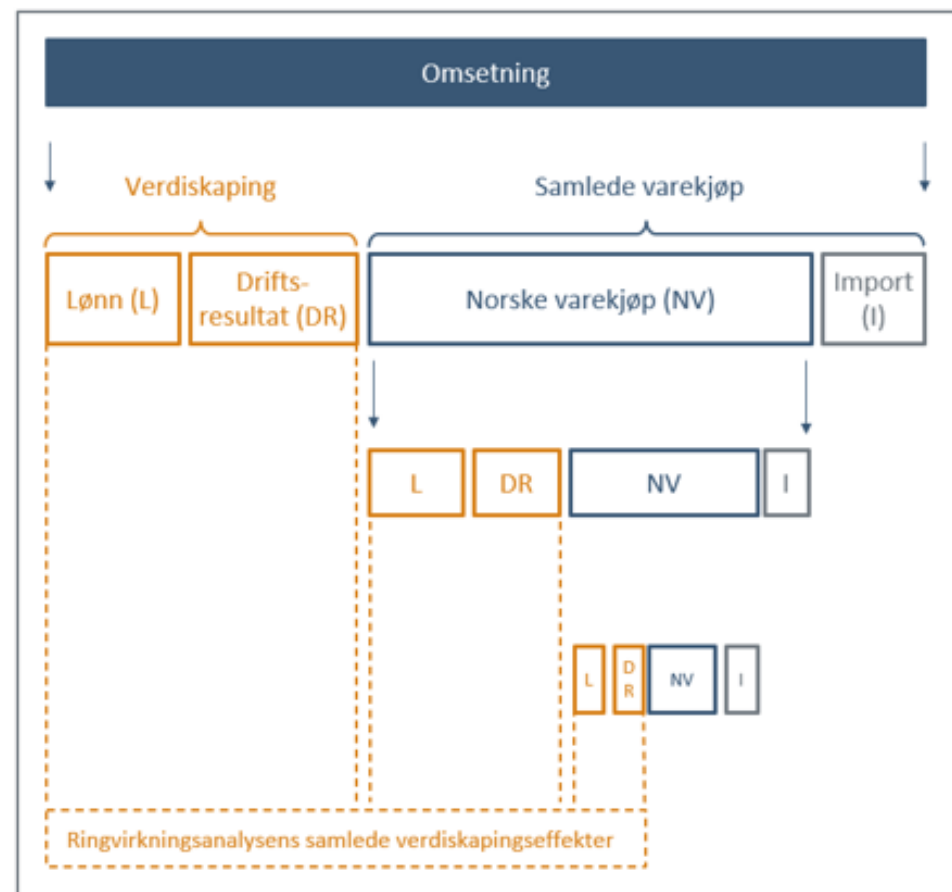 Omsetning
Verdiskaping
Samlede varekjøp
Lønn (L)
Drifts-
resultat (DR)
Norske varekjøp (NV)
Import
(I)
L
DR
NV
I
L
D
R
NV
I
Ringvirkningsanalysens samlede verdiskapingseffekter